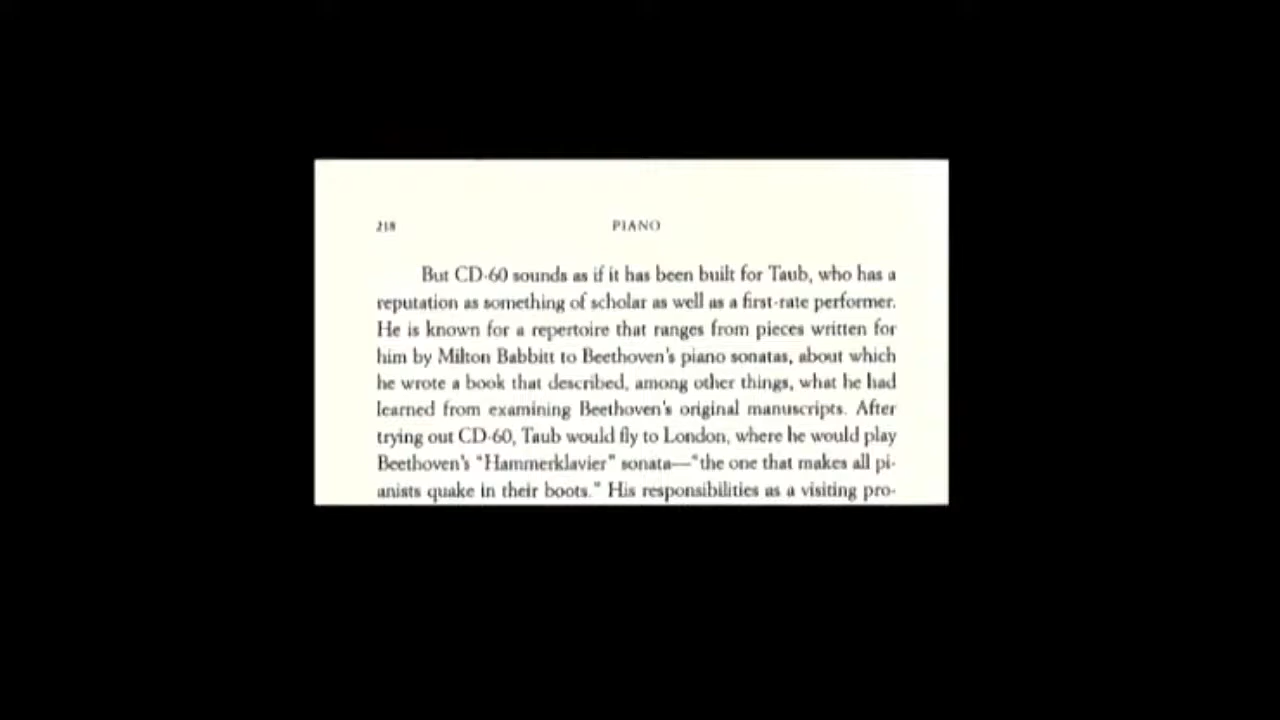 218 PIANO
But CD-60 sounds as if it has been built for Taub, who has a
reputation as something of scholar as well as a first-rate performer.
He is known for a repertoire that ranges from pieces written for
him by Milton Babbitt to Beethoven's piano sonatas, about which
he wrote a book that described, among other things, what he had
learned from examining Beethoven's original manuscripts. After
trying out CD-60, Taub would fly to London, where he would play
Beethoven's "Hammerklavier" sonata—"the one that makes all pi-
anists quake in their boots." His responsibilities as a visiting pro-